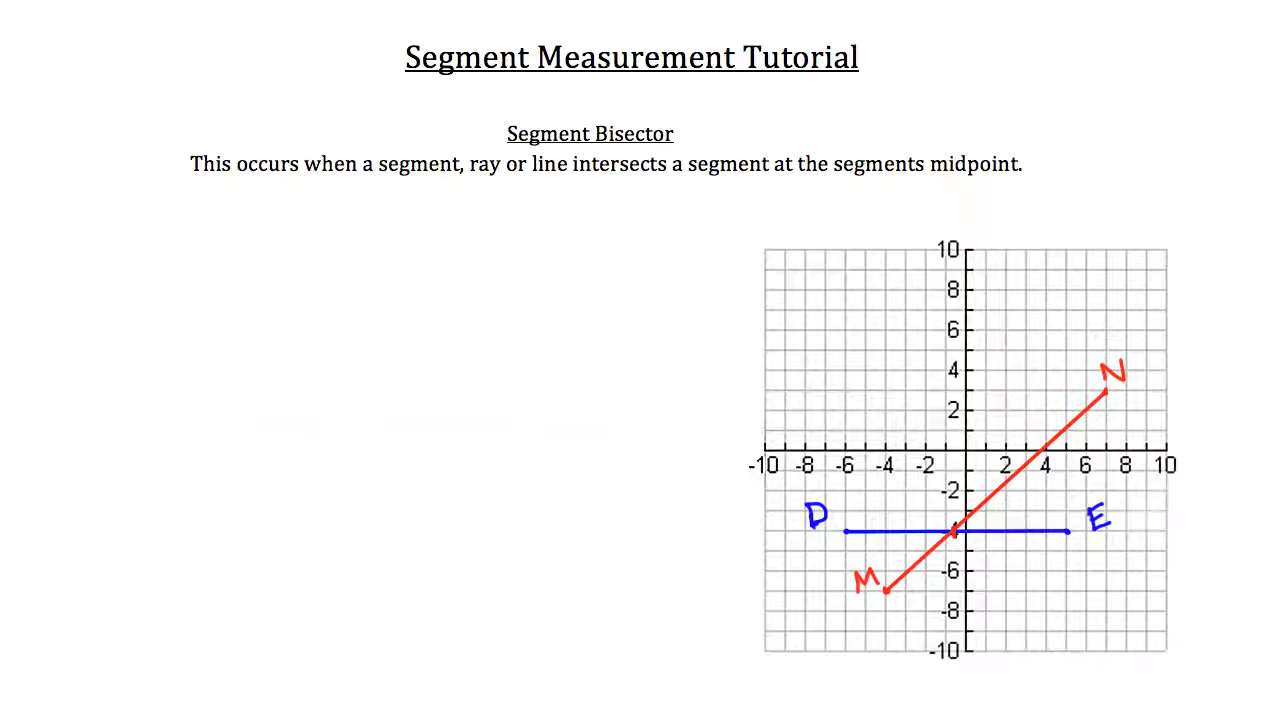 Segment Measurement Tutorial
Segment Bisector
This occurs when a segment, ray or line intersects a segment at the segments midpoint.
10
8
6
4
2
-10 -8 -6 -4 -2 2 4 6 8 10
-2
-6
-8
-10
N
D
E
M